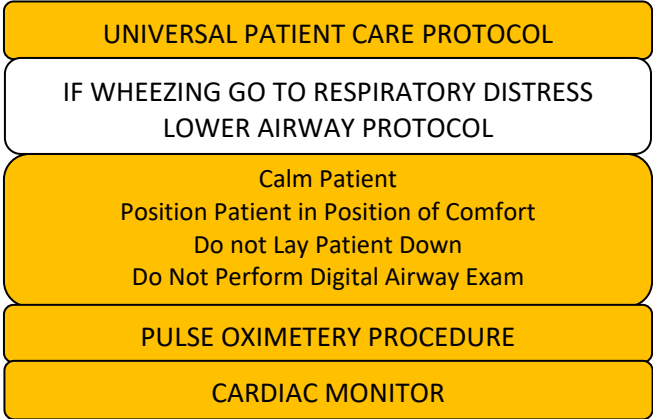 UNIVERSAL PATIENT CARE PROTOCOL
IF WHEEZING GO TO RESPIRATORY DISTRESS
LOWER AIRWAY PROTOCOL
Calm Patient
Position Patient in Position of Comfort
Do not Lay Patient Down
Do Not Perform Digital Airway Exam
PULSE OXIMETERY PROCEDURE
CARDIAC MONITOR